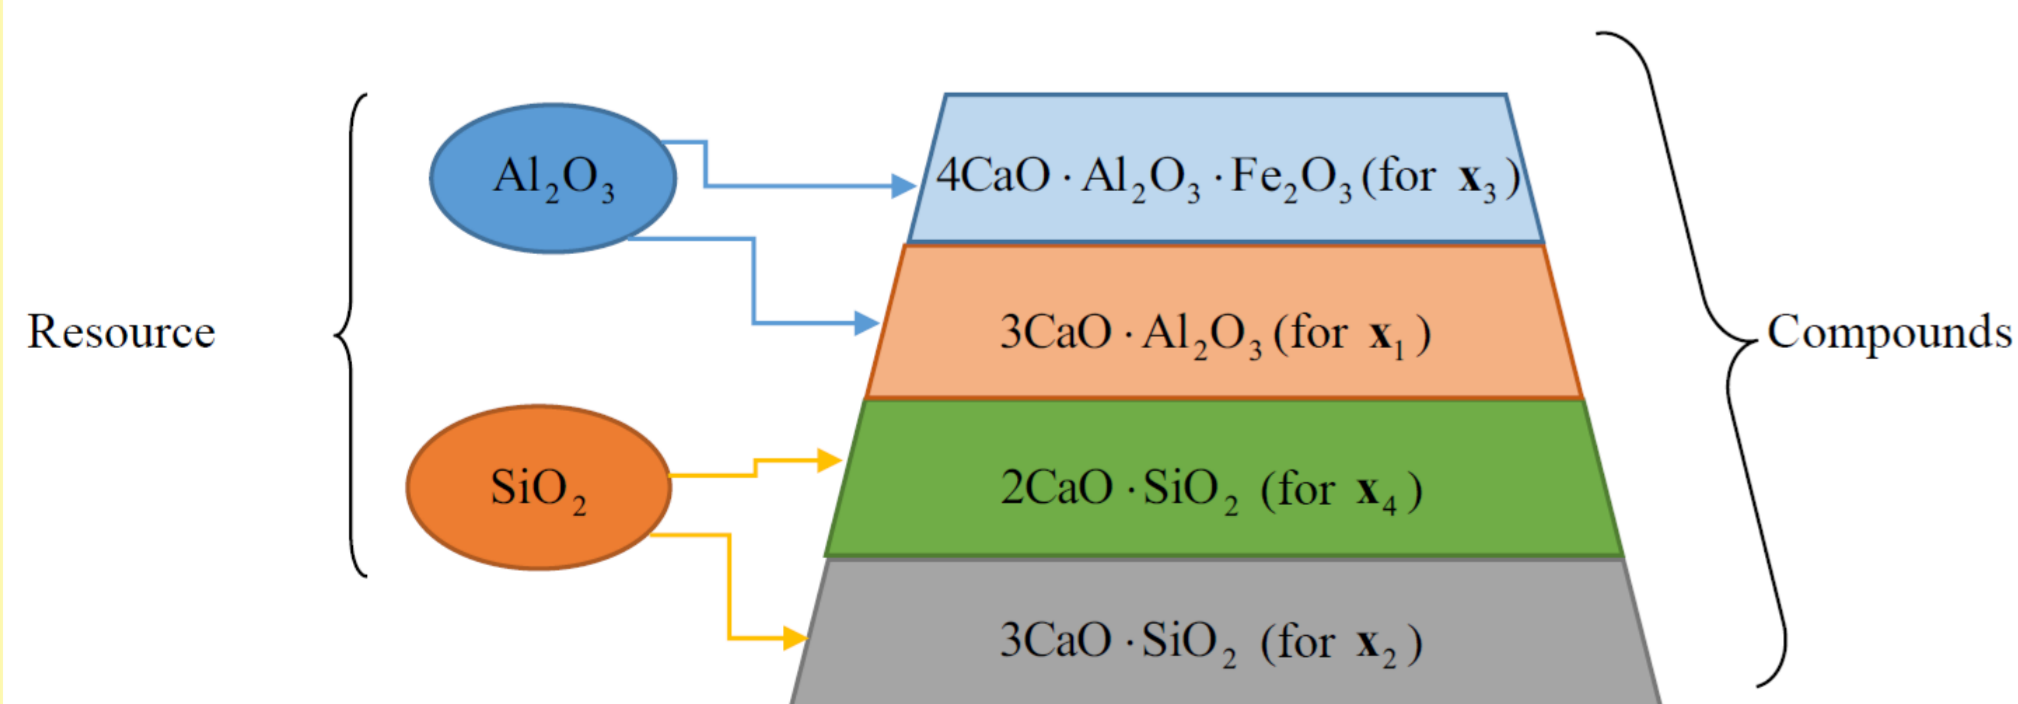 Resource
Al₂O₃
SiO₂
4CaO · Al₂O₃ · Fe₂O₃ (for x₃)
3CaO · Al₂O₃ (for x₁)
2CaO · SiO₂ (for x₄)
3CaO · SiO₂ (for x₂)
Compounds